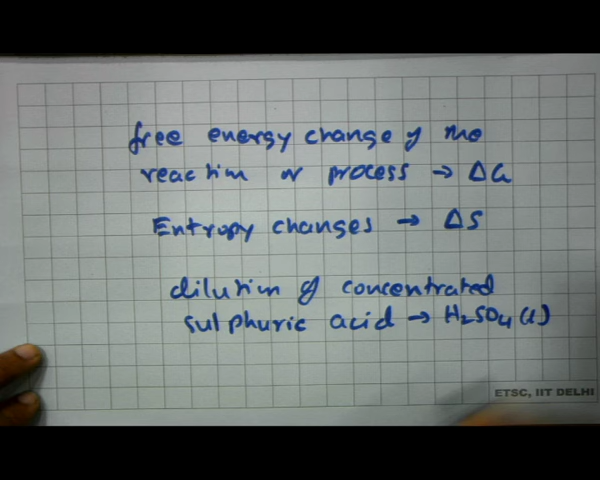 free energy change of the
reaction or process → ΔG
Entropy changes → ΔS
dilution of concentrated
sulphuric acid → H₂SO₄(l)
ETSC, IIT DELHI